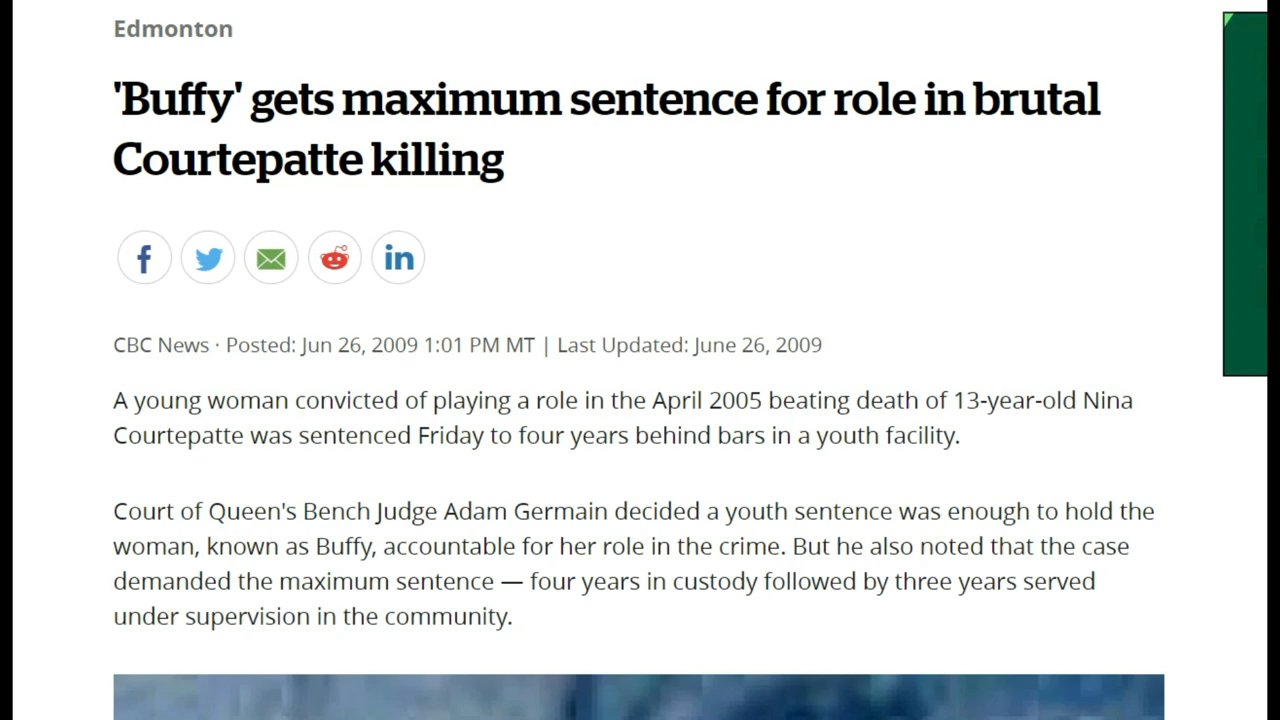 Edmonton
'Buffy' gets maximum sentence for role in brutal
Courtepatte killing
CBC News · Posted: Jun 26, 2009 1:01 PM MT | Last Updated: June 26, 2009
A young woman convicted of playing a role in the April 2005 beating death of 13-year-old Nina
Courtepatte was sentenced Friday to four years behind bars in a youth facility.
Court of Queen's Bench Judge Adam Germain decided a youth sentence was enough to hold the
woman, known as Buffy, accountable for her role in the crime. But he also noted that the case
demanded the maximum sentence — four years in custody followed by three years served
under supervision in the community.